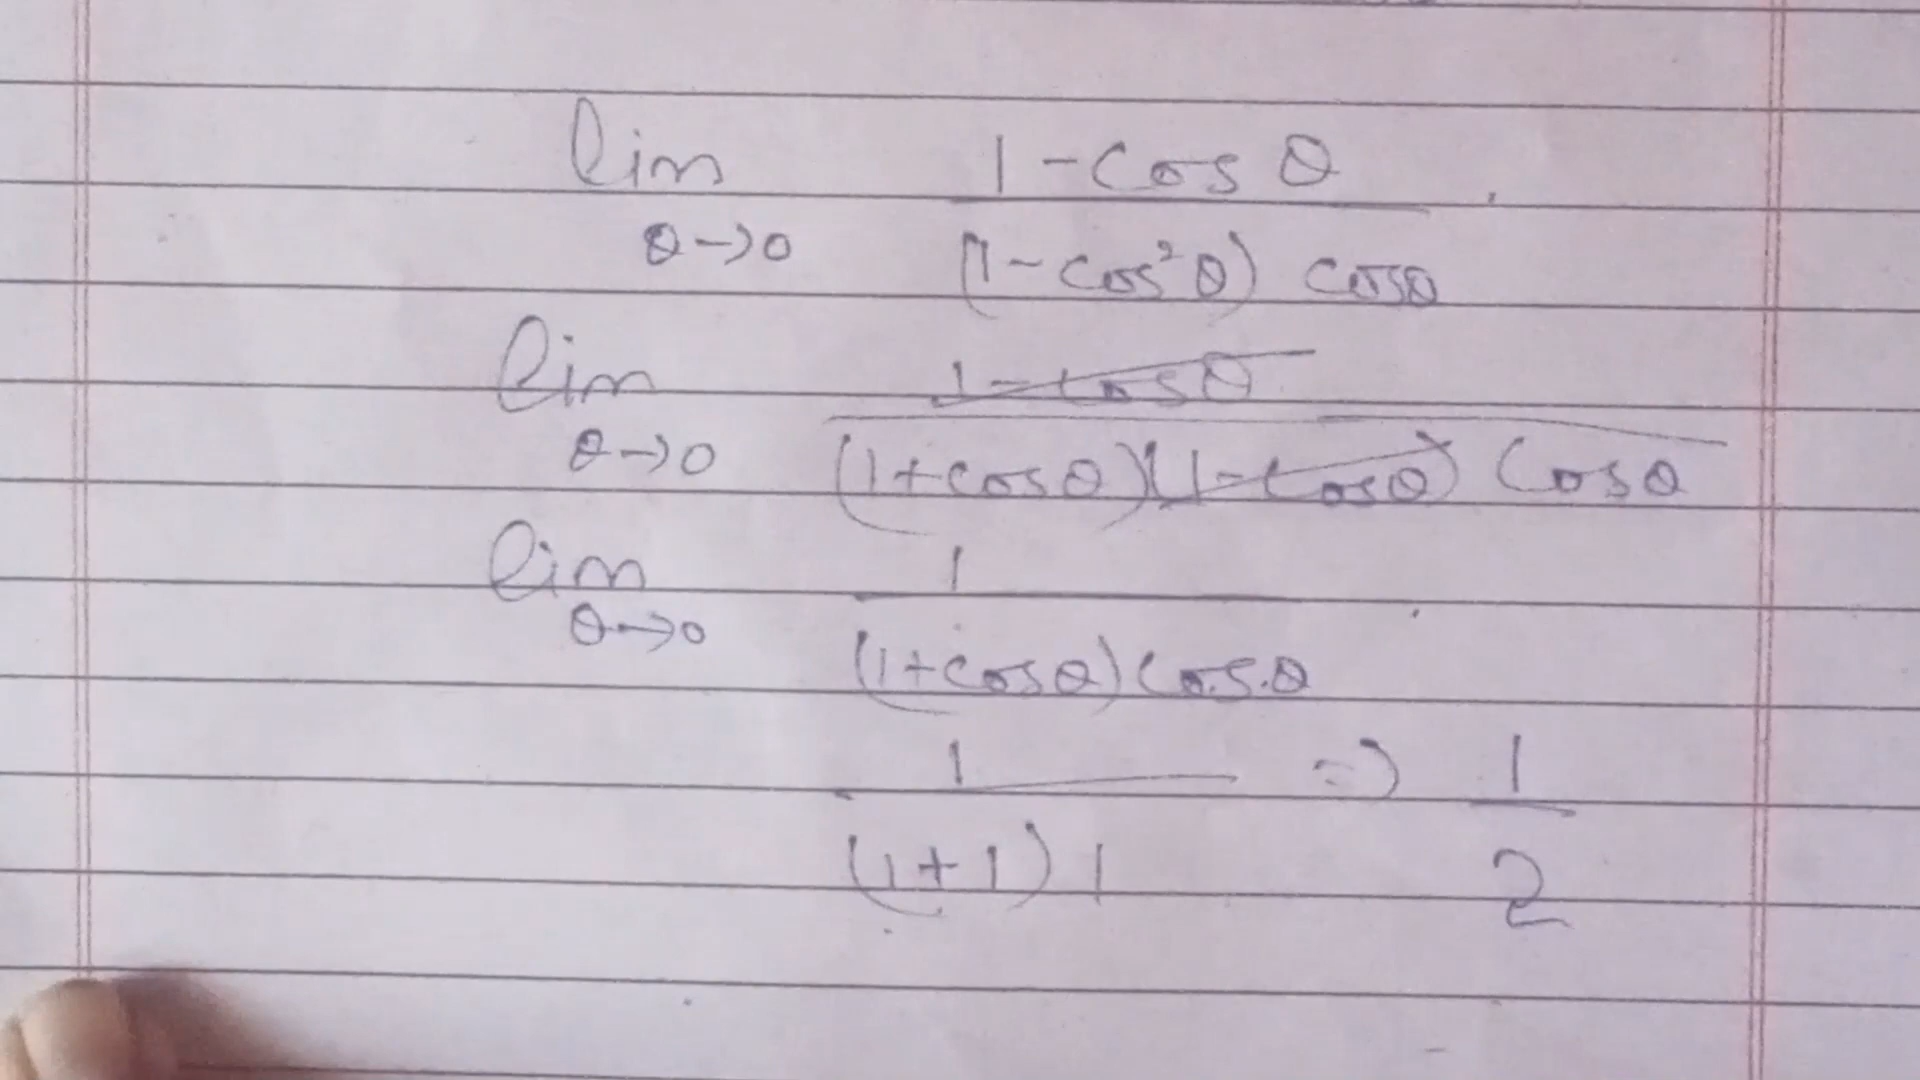 lim 1 - cos θ
θ→0 (1 - cos² θ) cosθ
lim 1 - cosθ
θ→0 (1 + cosθ)(1 - cosθ) cosθ
lim 1
θ→0 (1 + cosθ) cos.θ
1 => 1
(1 + 1) 1 2